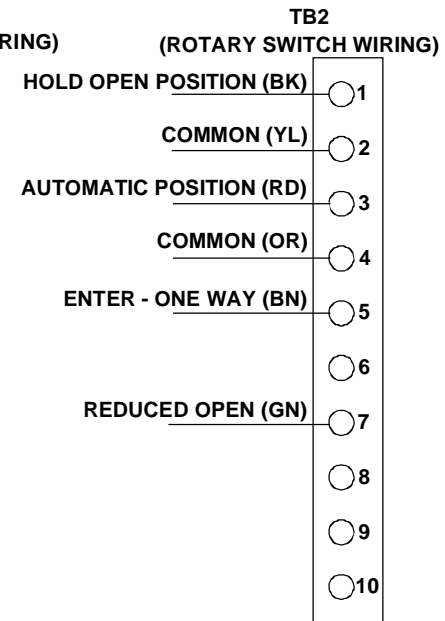 TB2
RING) (ROTARY SWITCH WIRING)
HOLD OPEN POSITION (BK) 1
COMMON (YL) 2
AUTOMATIC POSITION (RD) 3
COMMON (OR) 4
ENTER - ONE WAY (BN) 5
6
REDUCED OPEN (GN) 7
8
9
10